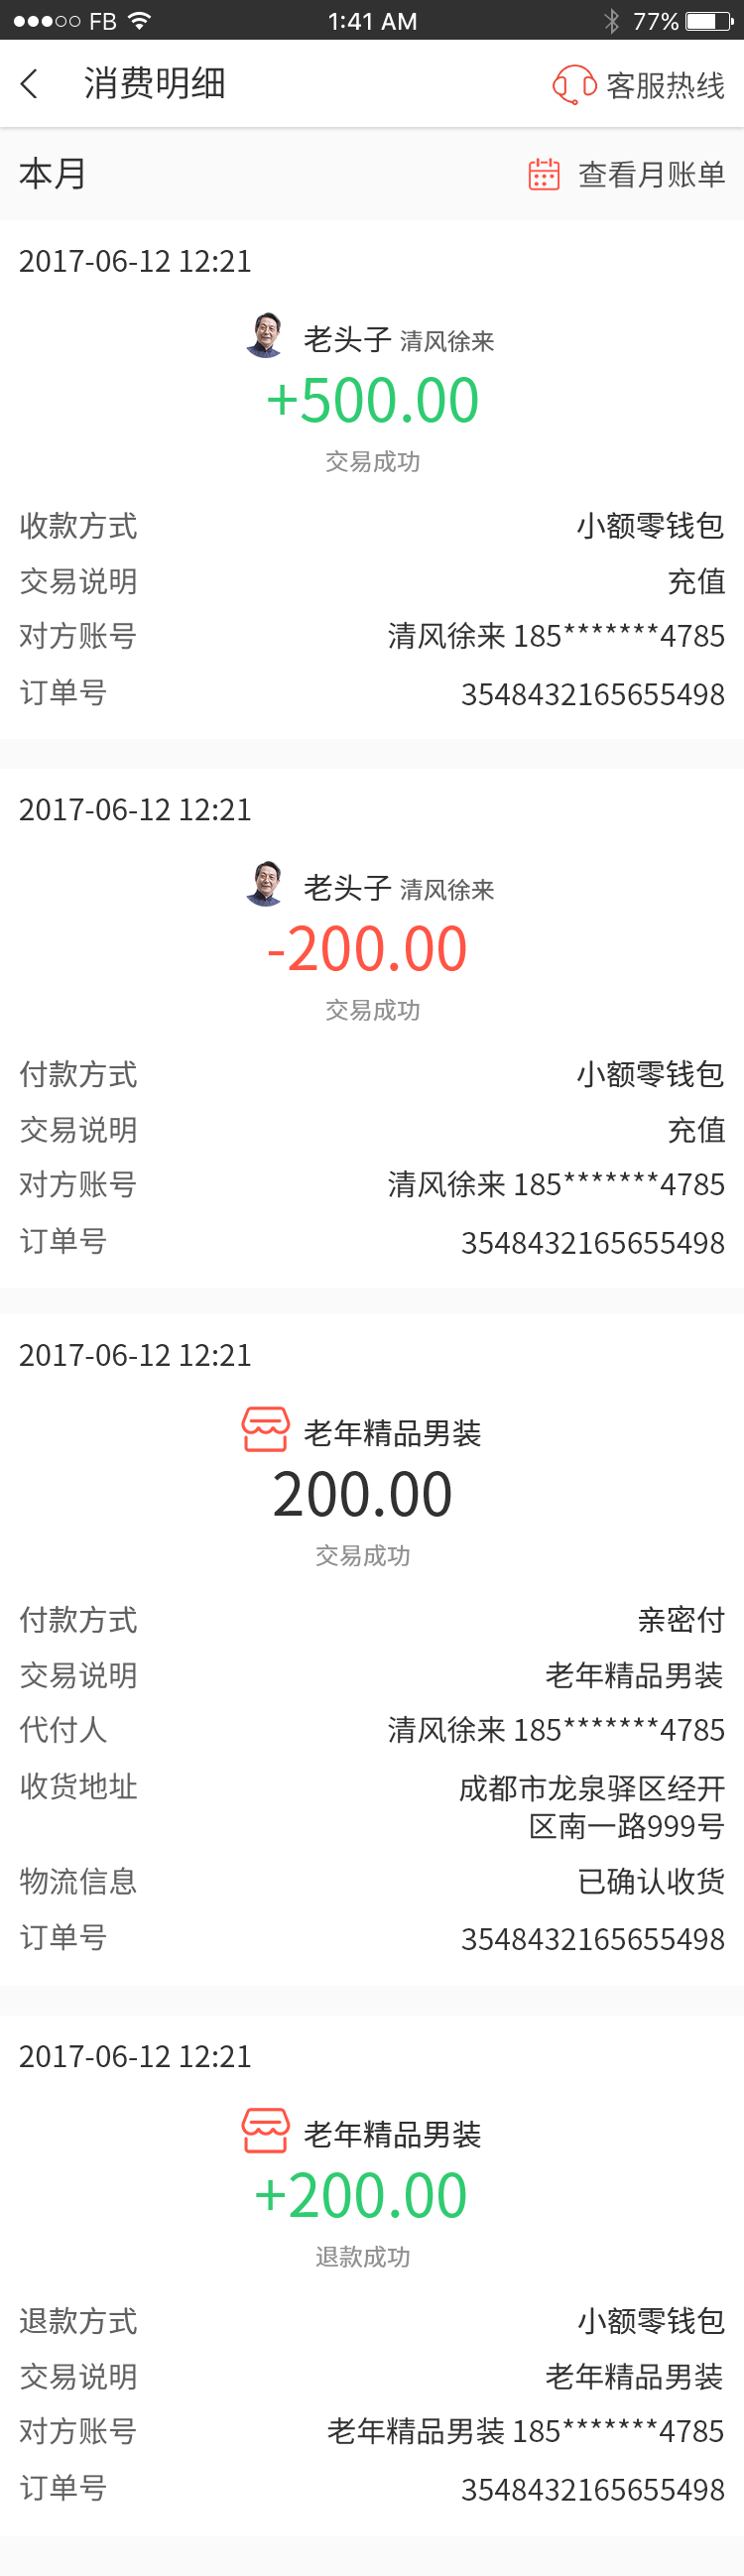 FB 1:41 AM 77%
消费明细 客服热线
本月 查看月账单
2017-06-12 12:21
老头子 清风徐来
+500.00
交易成功
收款方式 小额零钱包
交易说明 充值
对方账号 清风徐来 185*******4785
订单号 3548432165655498
2017-06-12 12:21
老头子 清风徐来
-200.00
交易成功
付款方式 小额零钱包
交易说明 充值
对方账号 清风徐来 185*******4785
订单号 3548432165655498
2017-06-12 12:21
老年精品男装
200.00
交易成功
付款方式 亲密付
交易说明 老年精品男装
代付人 清风徐来 185*******4785
收货地址 成都市龙泉驿区经开
区南一路999号
物流信息 已确认收货
订单号 3548432165655498
2017-06-12 12:21
老年精品男装
+200.00
退款成功
退款方式 小额零钱包
交易说明 老年精品男装
对方账号 老年精品男装 185*******4785
订单号 3548432165655498